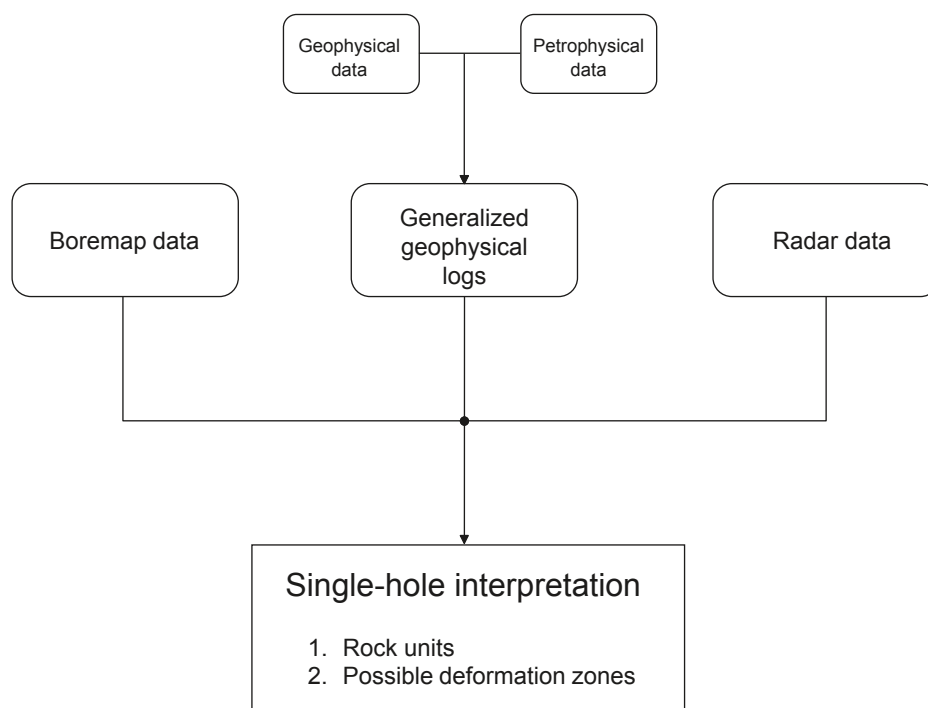 Geophysical
data
Petrophysical
data
Boremap data
Generalized
geophysical
logs
Radar data
Single-hole interpretation
1. Rock units
2. Possible deformation zones